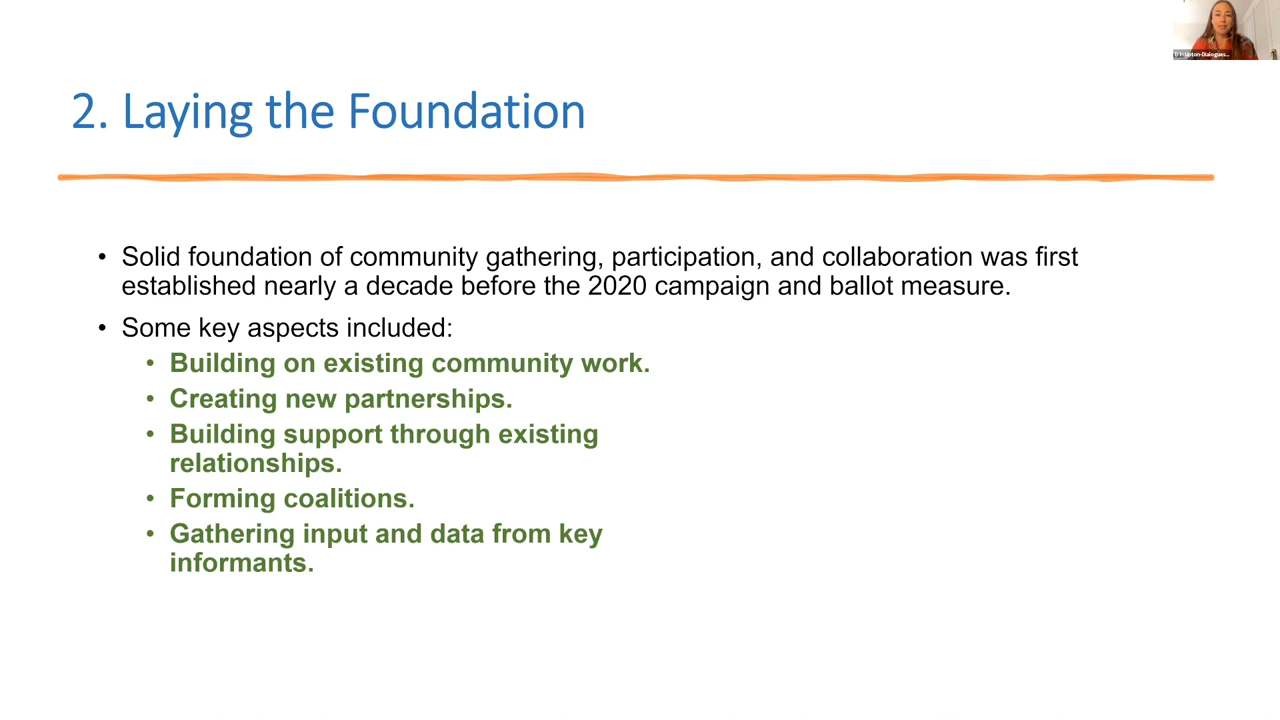 2. Laying the Foundation
• Solid foundation of community gathering, participation, and collaboration was first
established nearly a decade before the 2020 campaign and ballot measure.
• Some key aspects included:
• Building on existing community work.
• Creating new partnerships.
• Building support through existing
relationships.
• Forming coalitions.
• Gathering input and data from key
informants.